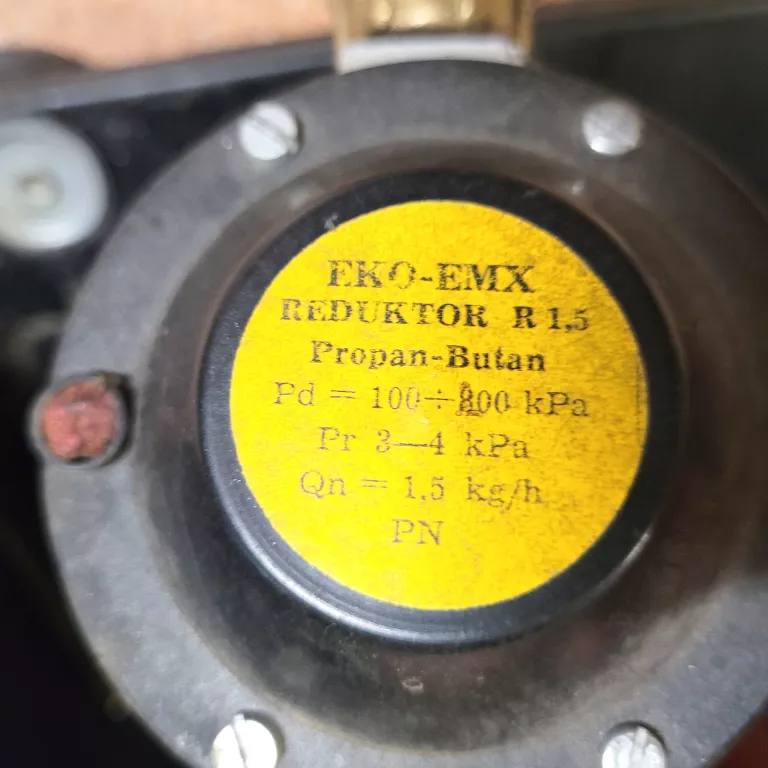 EKO-EMX
REDUKTOR R 1,5
Propan-Butan
Pd = 100÷800 kPa
Pr 3—4 kPa
Qn = 1,5 kg/h
PN